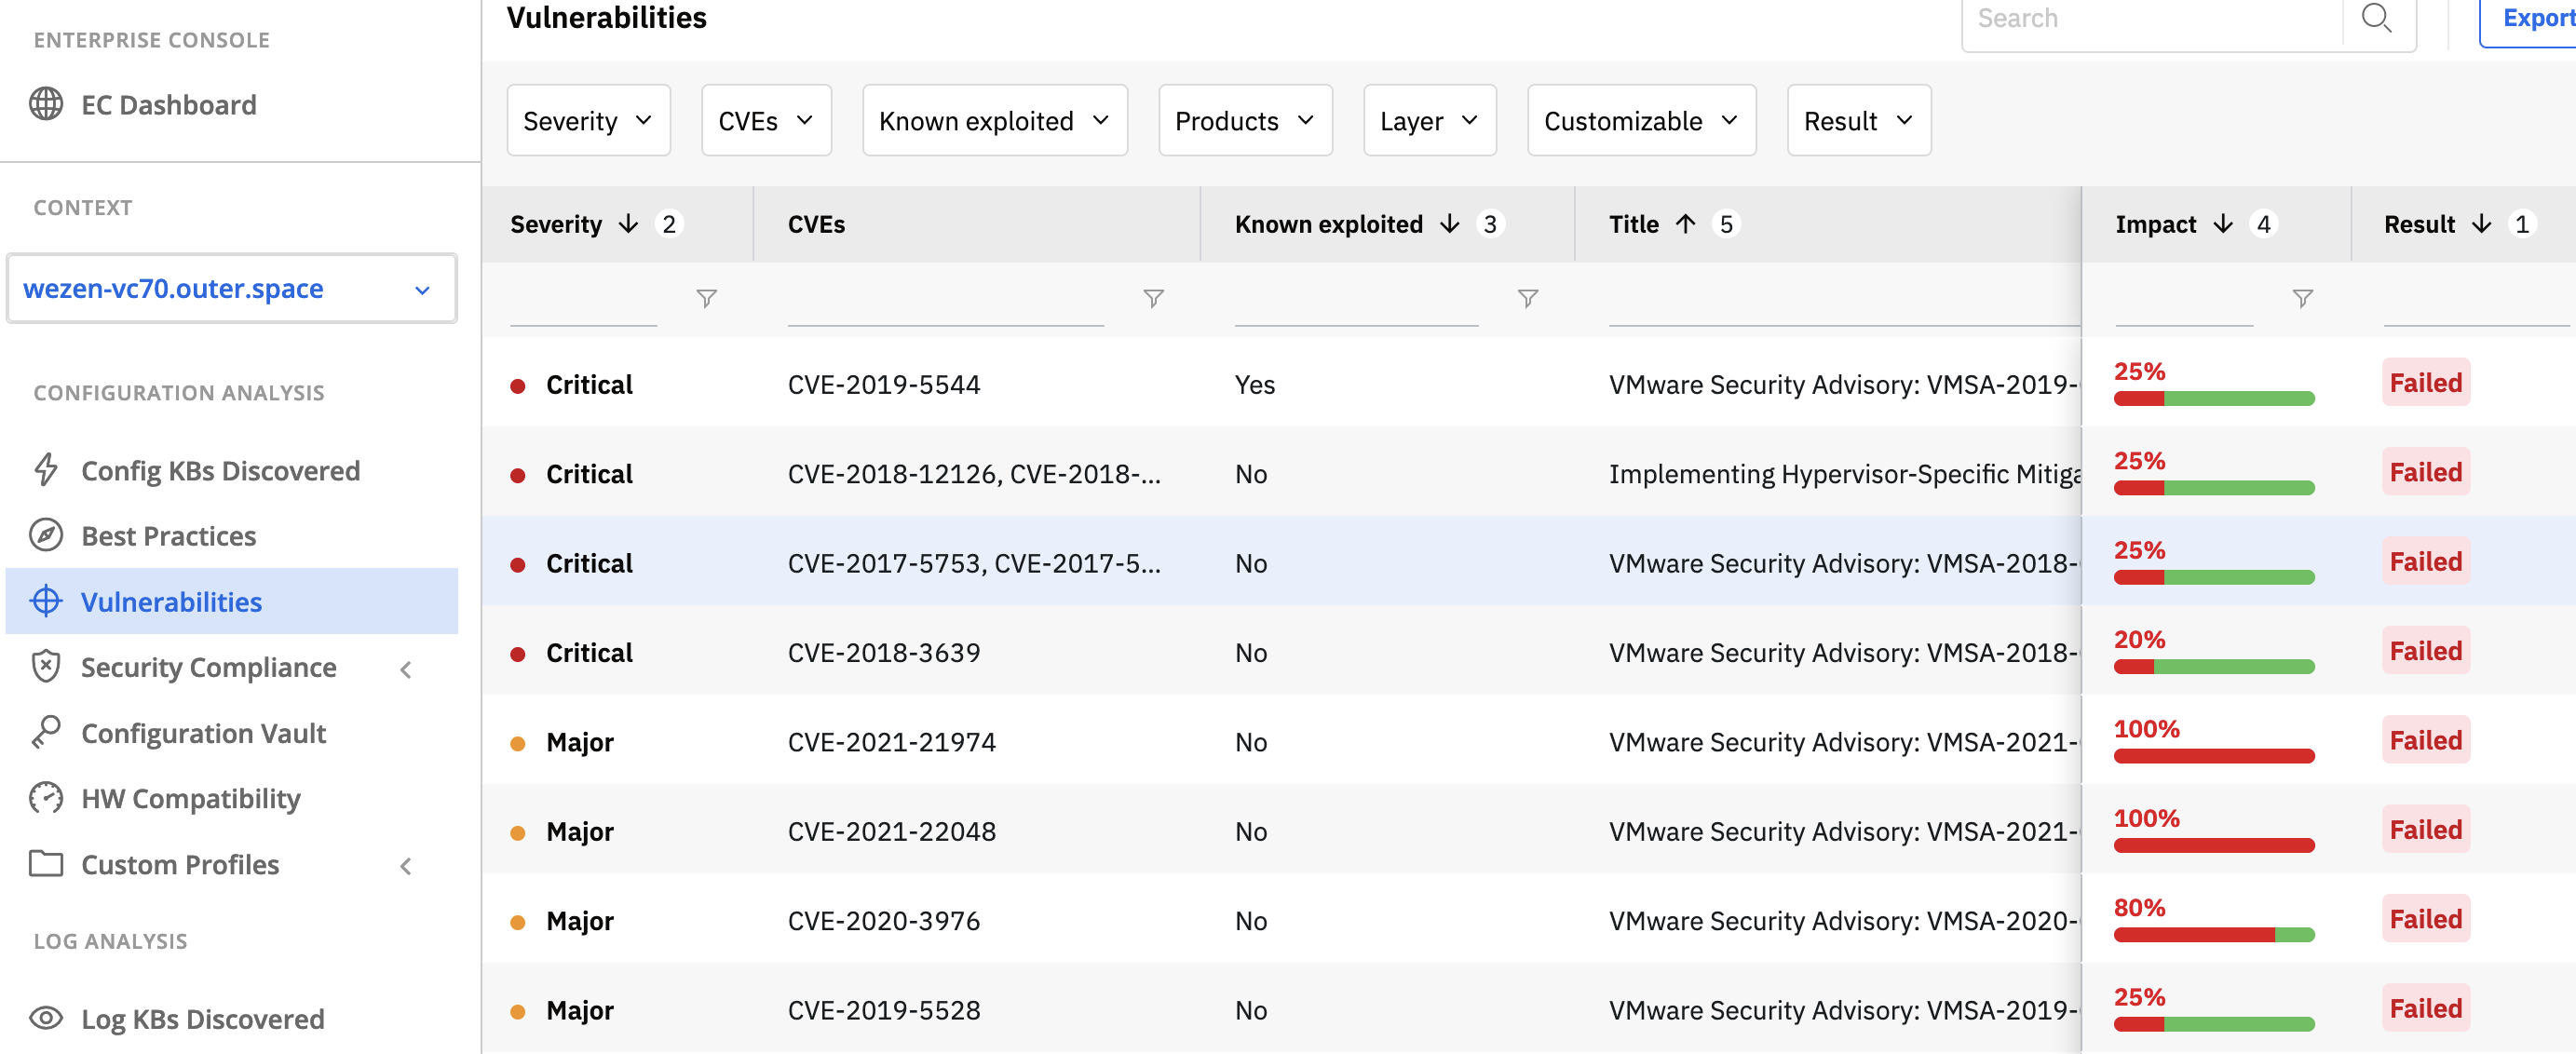 ENTERPRISE CONSOLE
EC Dashboard
CONTEXT
wezen-vc70.outer.space
CONFIGURATION ANALYSIS
Config KBs Discovered
Best Practices
Vulnerabilities
Security Compliance
Configuration Vault
HW Compatibility
Custom Profiles
LOG ANALYSIS
Log KBs Discovered
Vulnerabilities
Search
Export
Severity CVEs Known exploited Products Layer Customizable Result
Severity 2 CVEs Known exploited 3 Title 5 Impact 4 Result 1
Critical CVE-2019-5544 Yes VMware Security Advisory: VMSA-2019- 25% Failed
Critical CVE-2018-12126, CVE-2018-... No Implementing Hypervisor-Specific Mitiga 25% Failed
Critical CVE-2017-5753, CVE-2017-5... No VMware Security Advisory: VMSA-2018- 25% Failed
Critical CVE-2018-3639 No VMware Security Advisory: VMSA-2018- 20% Failed
Major CVE-2021-21974 No VMware Security Advisory: VMSA-2021- 100% Failed
Major CVE-2021-22048 No VMware Security Advisory: VMSA-2021- 100% Failed
Major CVE-2020-3976 No VMware Security Advisory: VMSA-2020- 80% Failed
Major CVE-2019-5528 No VMware Security Advisory: VMSA-2019- 25% Failed